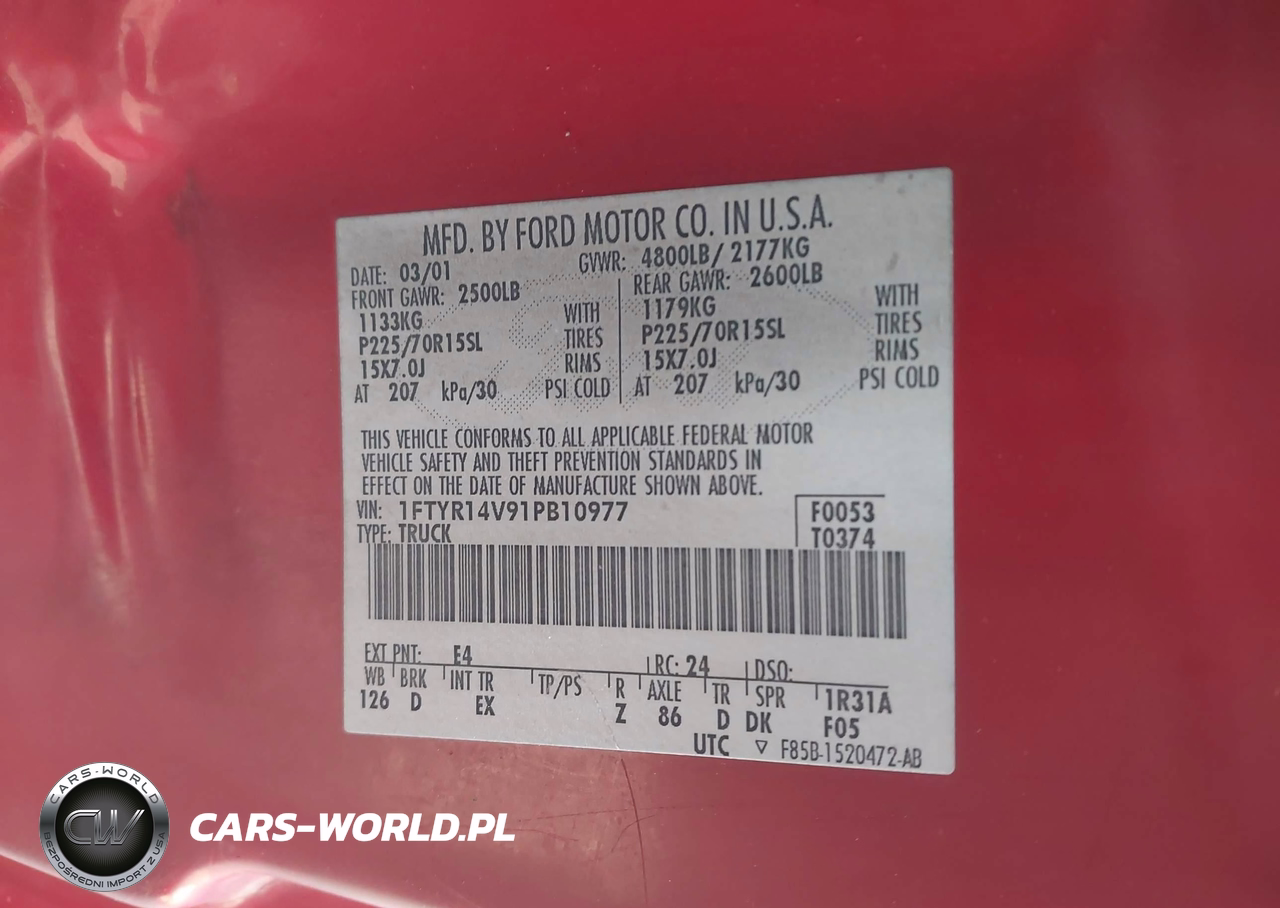 MFD. BY FORD MOTOR CO. IN U.S.A.
DATE: 03/01 GVWR: 4800LB/ 2177KG
FRONT GAWR: 2500LB REAR GAWR: 2600LB
1133KG WITH 1179KG WITH
P225/70R15SL TIRES P225/70R15SL TIRES
15X7.0J RIMS 15X7.0J RIMS
AT 207 kPa/30 PSI COLD AT 207 kPa/30 PSI COLD
THIS VEHICLE CONFORMS TO ALL APPLICABLE FEDERAL MOTOR
VEHICLE SAFETY AND THEFT PREVENTION STANDARDS IN
EFFECT ON THE DATE OF MANUFACTURE SHOWN ABOVE.
VIN: 1FTYR14V91PB10977 F0053
TYPE: TRUCK T0374
EXT PNT: E4 RC: 24 DSO:
WB BRK INT TR TP/PS R AXLE TR SPR 1R31A
126 D EX Z 86 D DK F05
UTC ▽ F85B-1520472-AB
CARS-WORLD
CW
BEZPOŚREDNI IMPORT Z USA
CARS-WORLD.PL